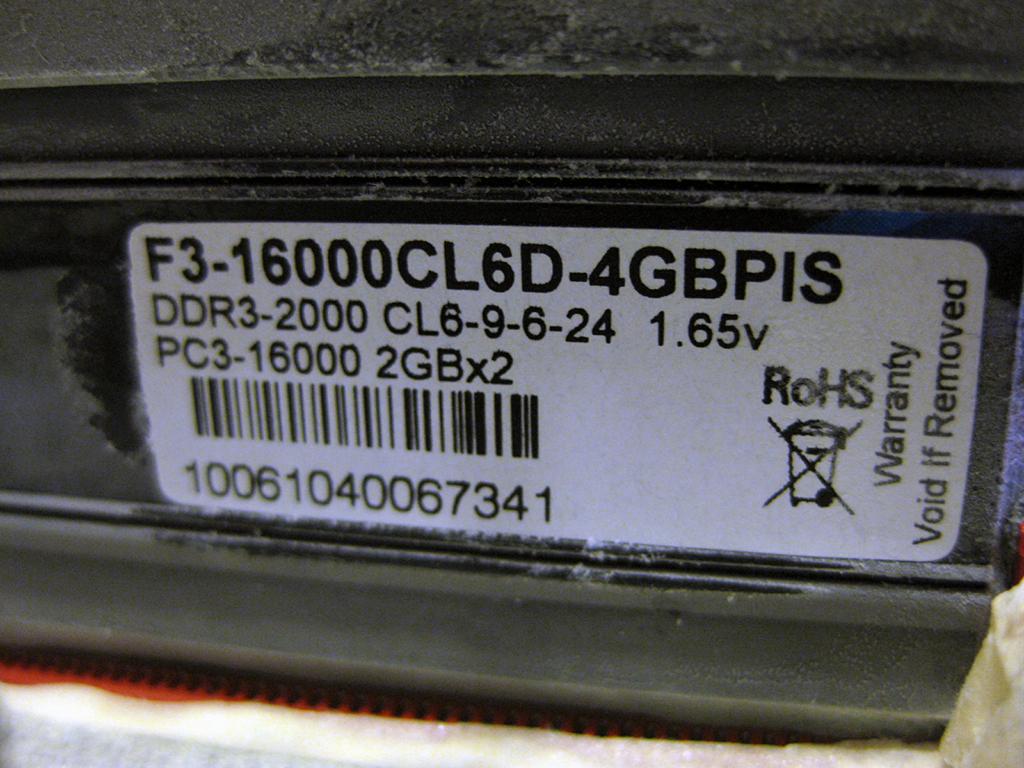 F3-16000CL6D-4GBPIS
DDR3-2000 CL6-9-6-24 1.65v
PC3-16000 2GBx2
10061040067341
RoHS
Warranty
Void If Removed